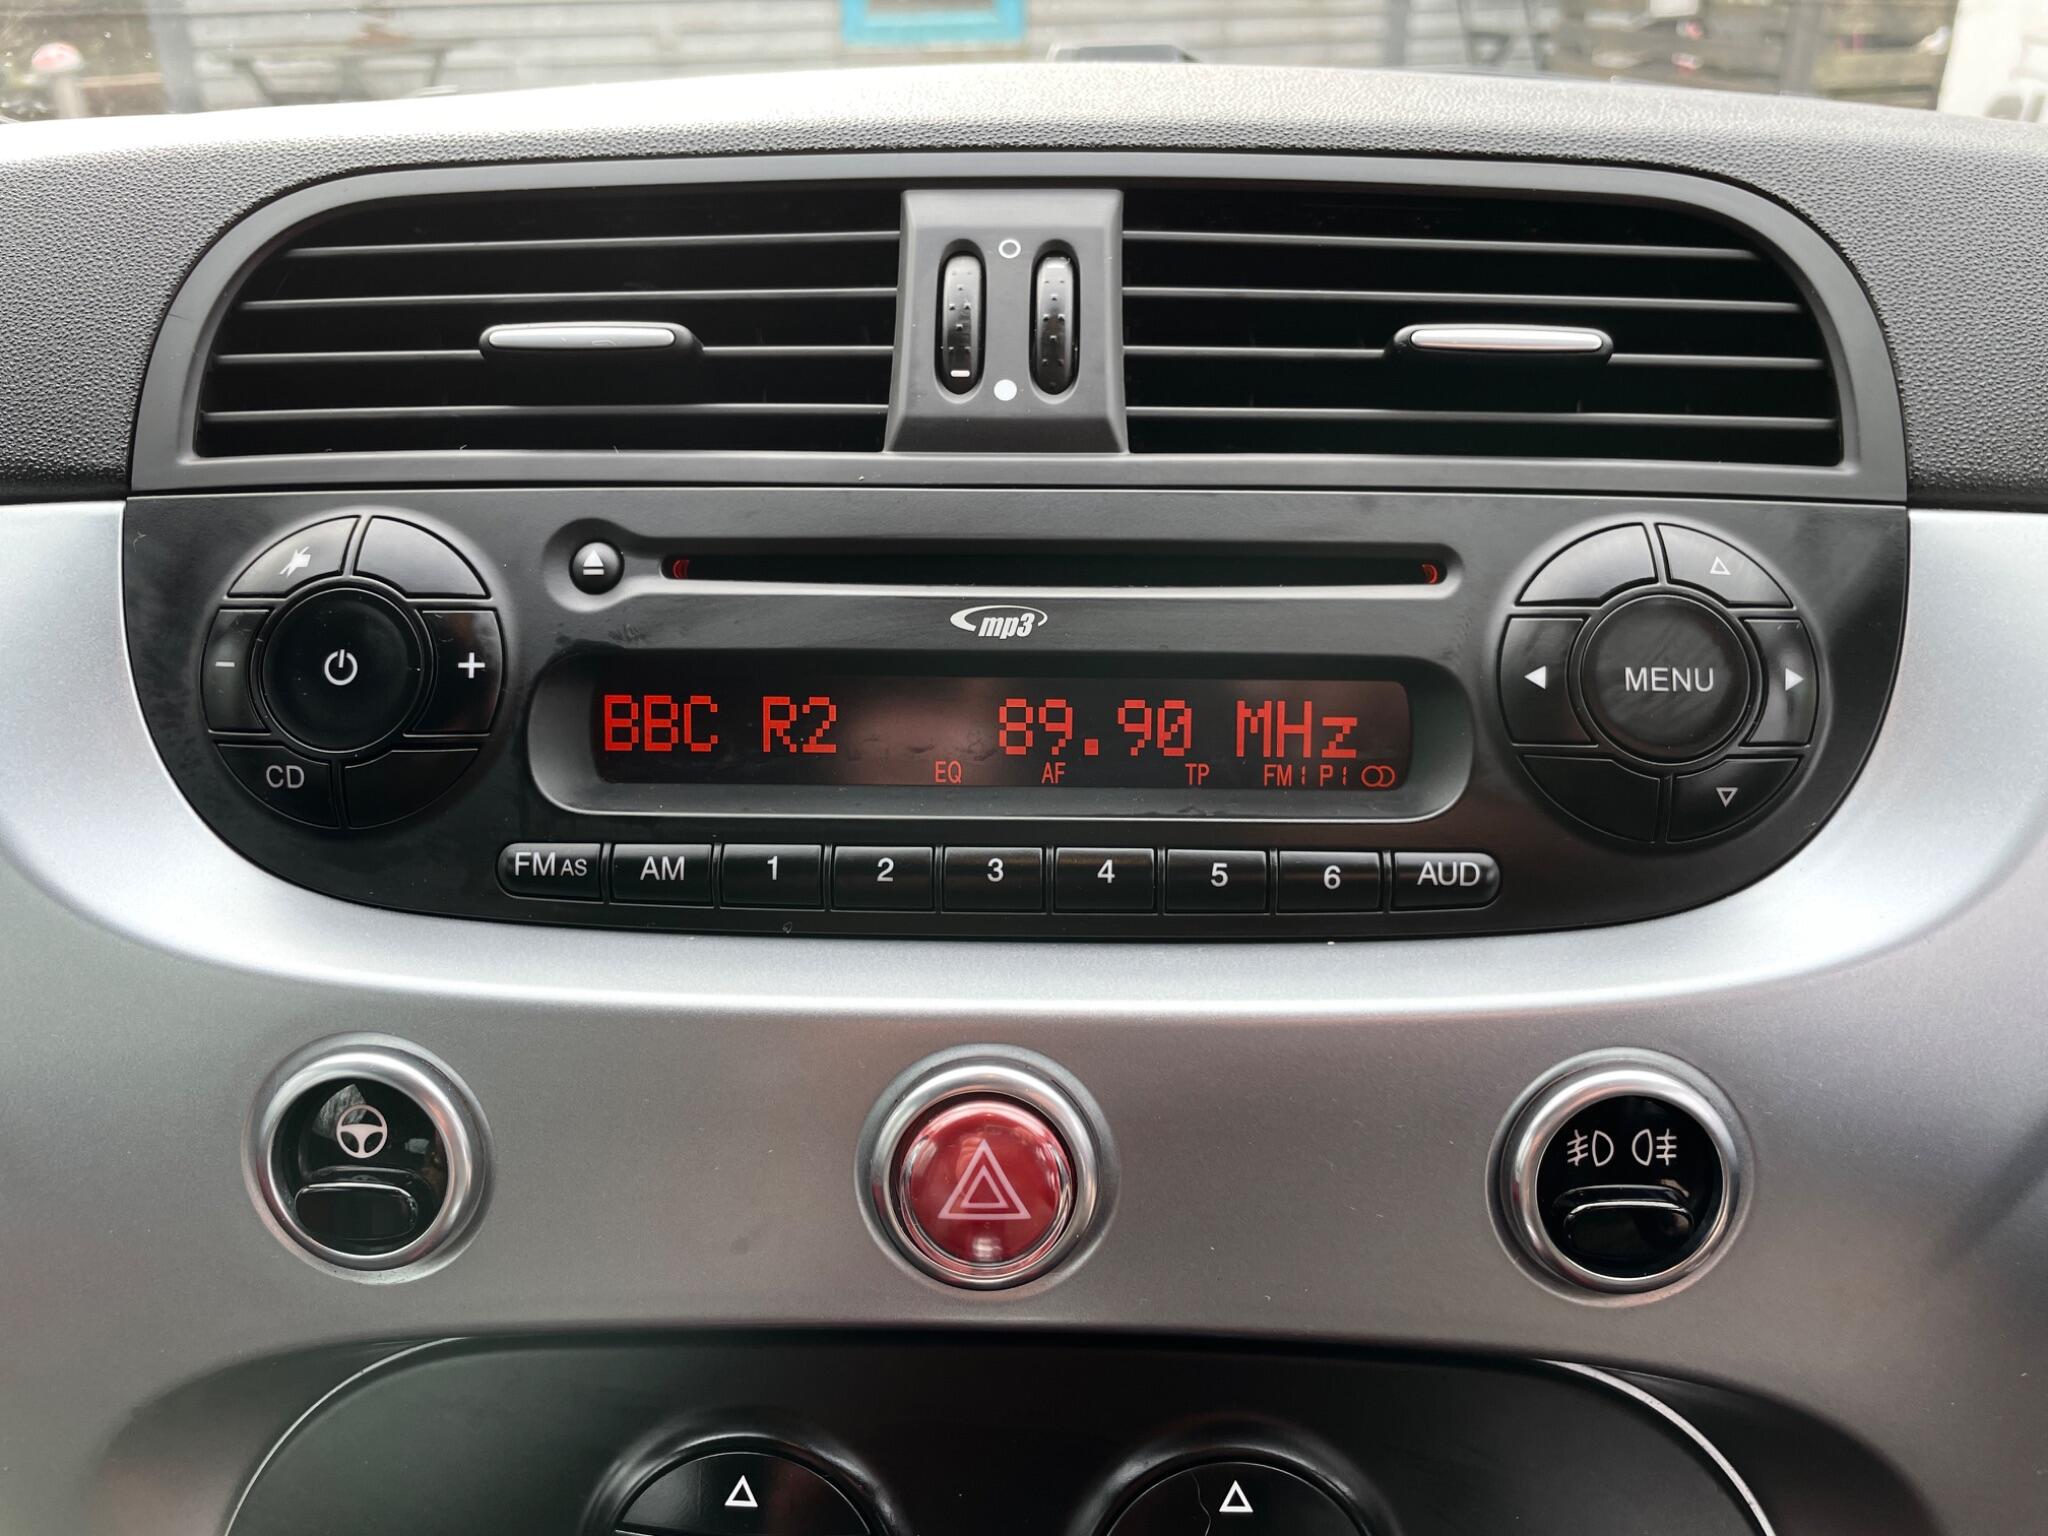 mp3
BBC R2 89.90 MHz
EQ AF TP FM1 P1
MENU
CD
FM AS AM 1 2 3 4 5 6 AUD